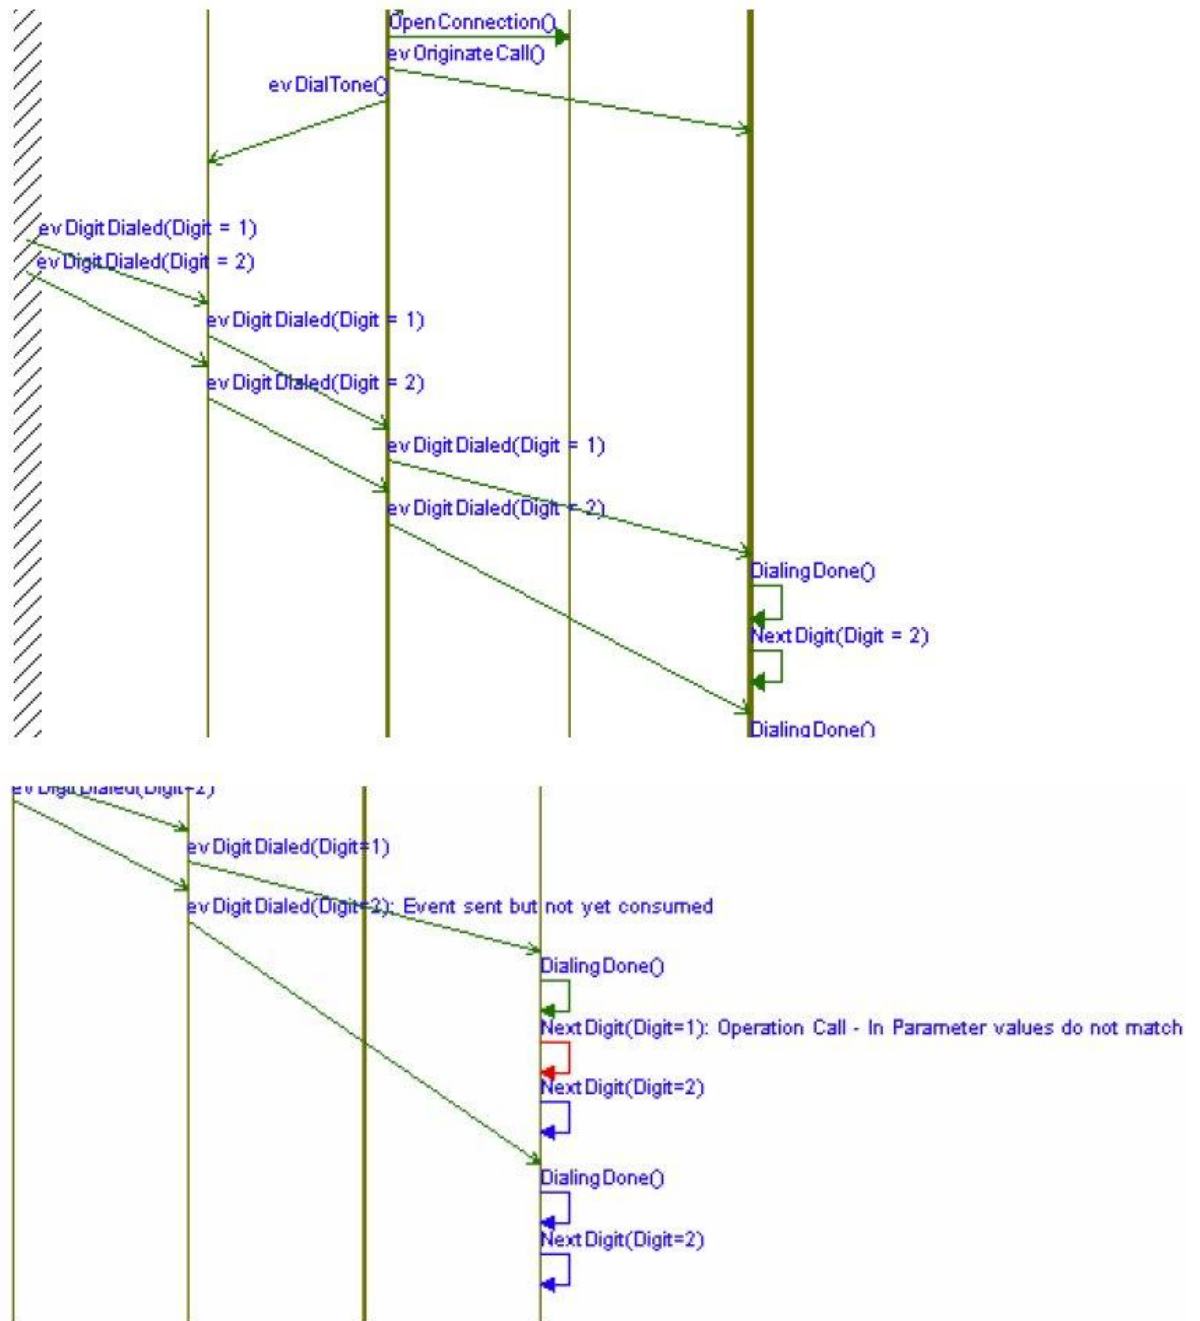 OpenConnection()
evOriginateCall()
evDialTone()
evDigitDialed(Digit = 1)
evDigitDialed(Digit = 2)
evDigitDialed(Digit = 1)
evDigitDialed(Digit = 2)
evDigitDialed(Digit = 1)
evDigitDialed(Digit = 2)
DialingDone()
NextDigit(Digit = 2)
DialingDone()
evDigitDialed(Digit=2)
evDigitDialed(Digit=1)
evDigitDialed(Digit=2): Event sent but not yet consumed
DialingDone()
NextDigit(Digit=1): Operation Call - In Parameter values do not match
NextDigit(Digit=2)
DialingDone()
NextDigit(Digit=2)